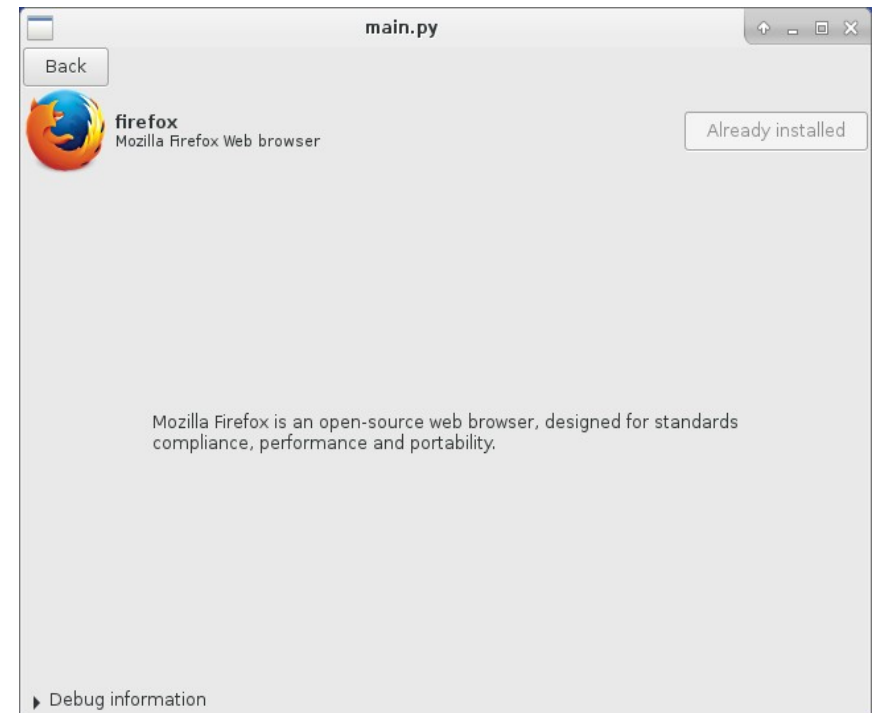 main.py
Back
firefox
Mozilla Firefox Web browser
Already installed
Mozilla Firefox is an open-source web browser, designed for standards
compliance, performance and portability.
Debug information